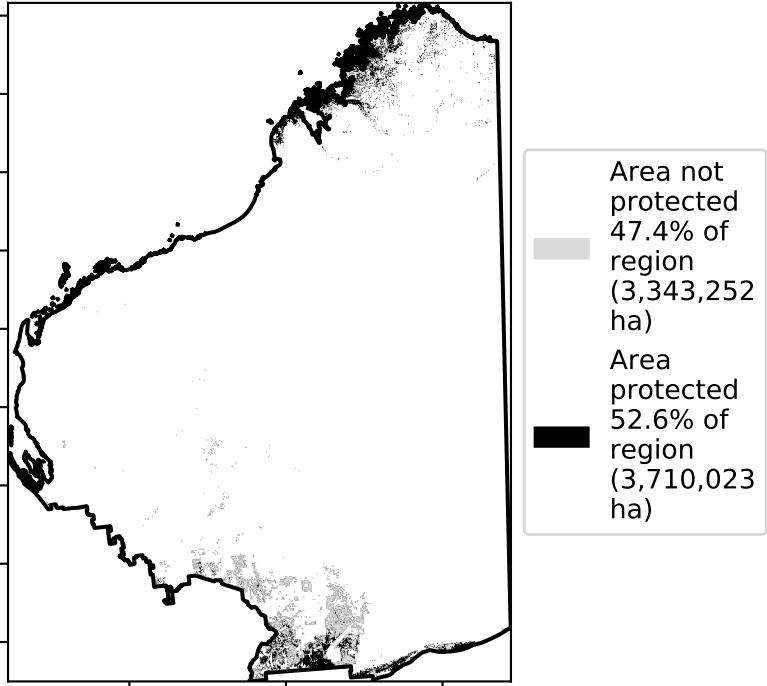 Area not
protected
47.4% of
region
(3,343,252
ha)
Area
protected
52.6% of
region
(3,710,023
ha)